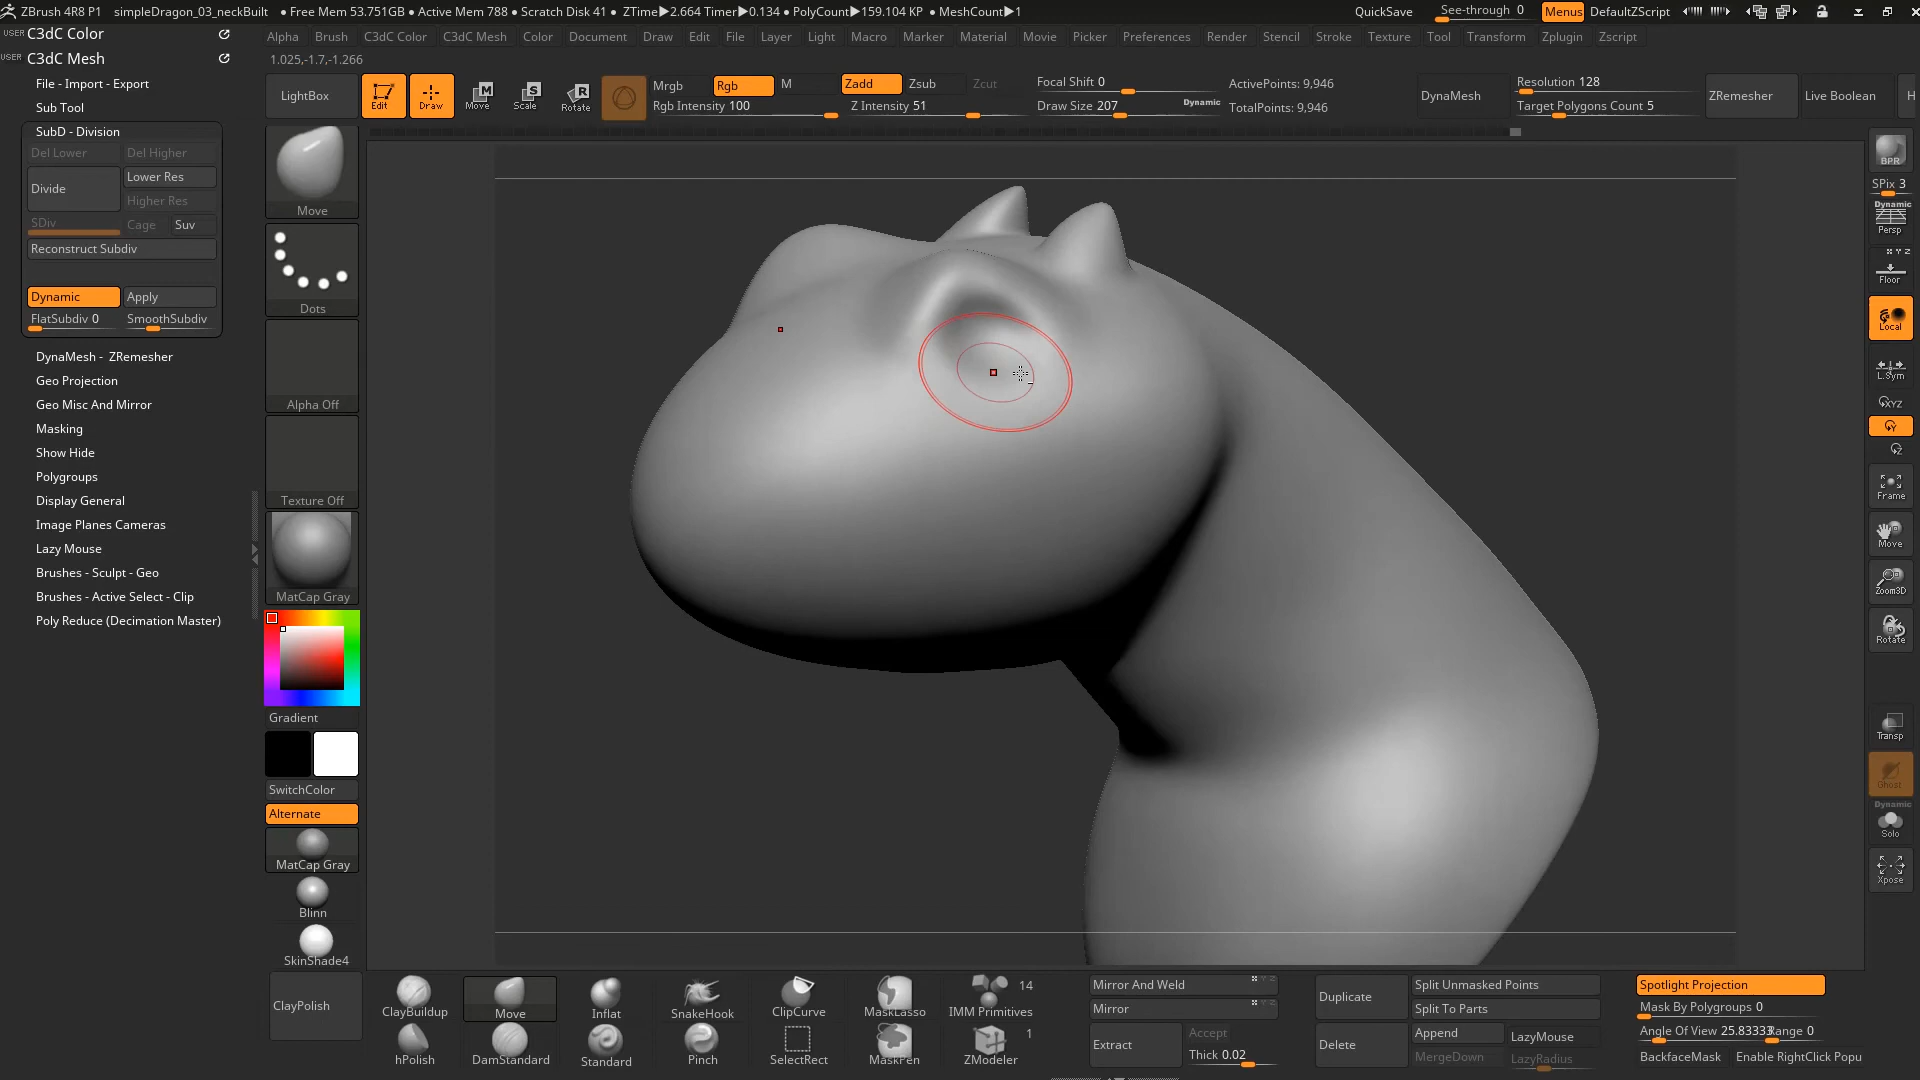 ZBrush 4R8 P1 simpleDragon_03_neckBuilt ● Free Mem 53.751GB ● Active Mem 788 ● Scratch Disk 41 ● ZTime▶2.664 Timer▶0.134 ● PolyCount▶159.104 KP ● MeshCount▶1 QuickSave See-through 0 Menus DefaultZScript
USER C3dC Color
Alpha Brush C3dC Color C3dC Mesh Color Document Draw Edit File Layer Light Macro Marker Material Movie Picker Preferences Render Stencil Stroke Texture Tool Transform Zplugin Zscript
USER C3dC Mesh
1.025,-1.7,-1.266
File - Import - Export
Sub Tool
SubD - Division
Del Lower Del Higher
Divide Lower Res
Higher Res
SDiv Cage Suv
Reconstruct Subdiv
Dynamic Apply
FlatSubdiv 0 SmoothSubdiv
DynaMesh - ZRemesher
Geo Projection
Geo Misc And Mirror
Masking
Show Hide
Polygroups
Display General
Image Planes Cameras
Lazy Mouse
Brushes - Sculpt - Geo
Brushes - Active Select - Clip
Poly Reduce (Decimation Master)
LightBox Edit Draw Move Scale Rotate
M S R
Mrgb Rgb M Zadd Zsub Zcut Focal Shift 0 ActivePoints: 9,946 DynaMesh Resolution 128 ZRemesher Live Boolean H
Rgb Intensity 100 Z Intensity 51 Draw Size 207 Dynamic TotalPoints: 9,946 Target Polygons Count 5
Move
Dots
Alpha Off
Texture Off
MatCap Gray
Gradient
SwitchColor
Alternate
MatCap Gray
Blinn
SkinShade4
ClayPolish
BPR
SPix 3
Dynamic
Persp
X Y Z
Floor
Local
L.Sym
XYZ
Y
Z
Frame
Move
Zoom3D
Rotate
Transp
Ghost
Dynamic
Solo
Xpose
ClayBuildup Move Inflat SnakeHook ClipCurve MaskLasso IMM Primitives 14
hPolish DamStandard Standard Pinch SelectRect MaskPen ZModeler 1
Mirror And Weld X Y Z
Mirror X Y Z
Extract Accept
Thick 0.02
Duplicate Split Unmasked Points
Split To Parts
Delete Append LazyMouse
MergeDown LazyRadius
Spotlight Projection
Mask By Polygroups 0
Angle Of View 25.83333 Range 0
BackfaceMask Enable RightClick Popu